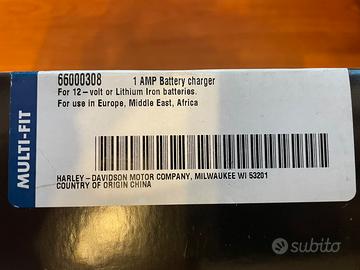 66000308 1 AMP Battery charger
For 12-volt or Lithium Iron batteries.
For use in Europe, Middle East, Africa
MULTI-FIT
HARLEY-DAVIDSON MOTOR COMPANY, MILWAUKEE WI 53201
COUNTRY OF ORIGIN CHINA
subito